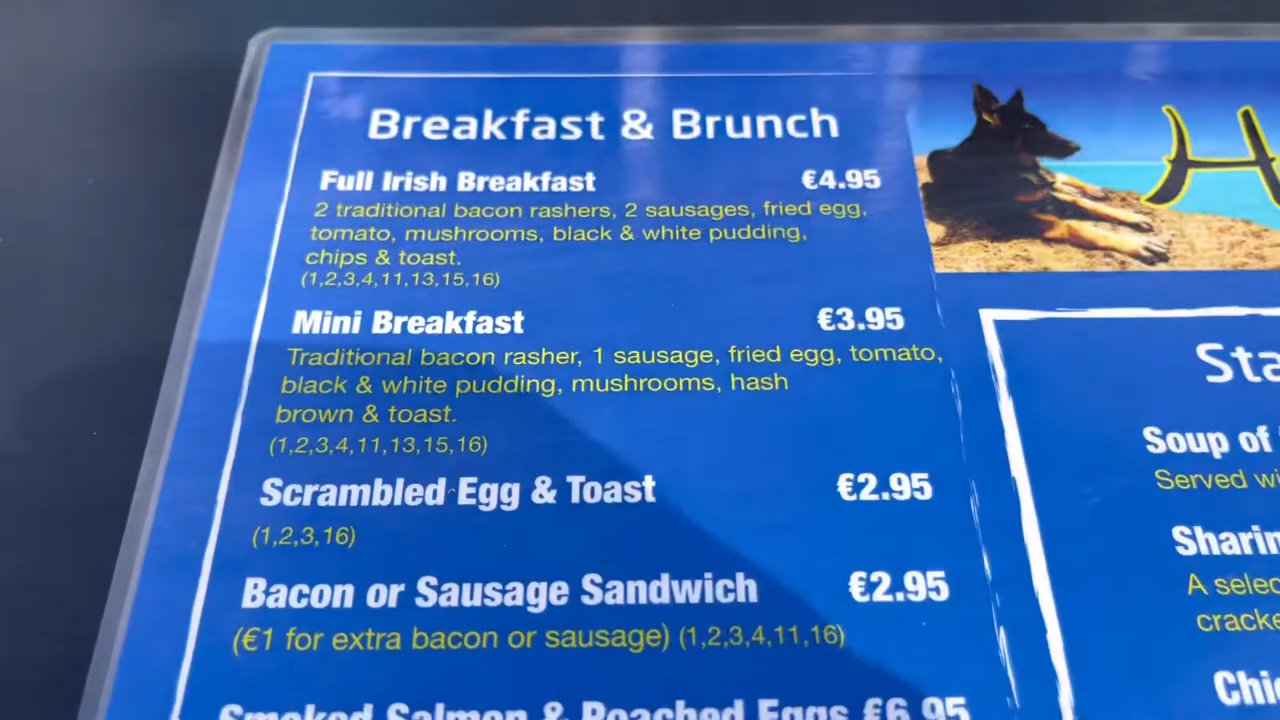 Breakfast & Brunch
Full Irish Breakfast €4.95
2 traditional bacon rashers, 2 sausages, fried egg,
tomato, mushrooms, black & white pudding,
chips & toast.
(1,2,3,4,11,13,15,16)
Mini Breakfast €3.95
Traditional bacon rasher, 1 sausage, fried egg, tomato,
black & white pudding, mushrooms, hash
brown & toast.
(1,2,3,4,11,13,15,16)
Scrambled Egg & Toast €2.95
(1,2,3,16)
Bacon or Sausage Sandwich €2.95
(€1 for extra bacon or sausage) (1,2,3,4,11,16)
Smoked Salmon & Poached Eggs €6.95
H
Sta
Soup of
Served wi
Sharin
A selec
cracke
Chi